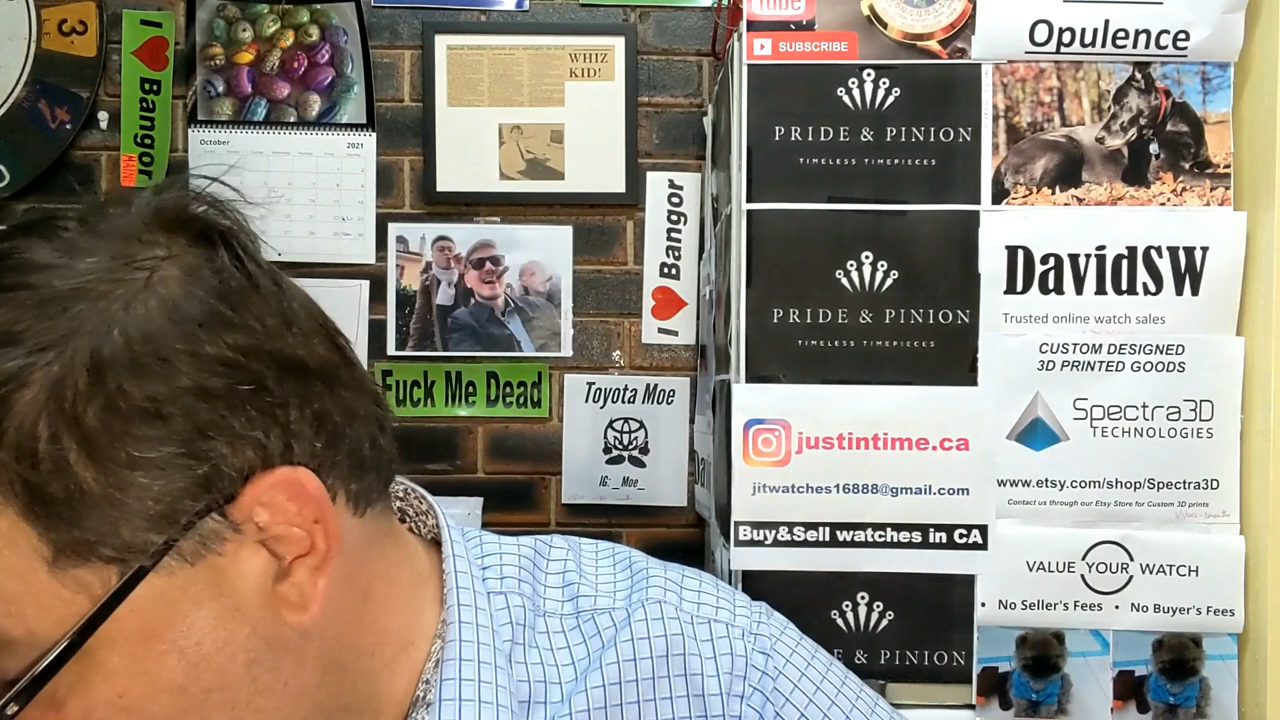 3
4
I ❤ Bangor
MAINE
October 2021
WHIZ
KID!
I ❤ Bangor
Fuck Me Dead
Toyota Moe
IG: _Moe_
Tube
SUBSCRIBE
Opulence
PRIDE & PINION
TIMELESS TIMEPIECES
PRIDE & PINION
TIMELESS TIMEPIECES
DavidSW
Trusted online watch sales
CUSTOM DESIGNED
3D PRINTED GOODS
Spectra3D
TECHNOLOGIES
www.etsy.com/shop/Spectra3D
Contact us through our Etsy Store for Custom 3D prints
justintime.ca
jitwatches16888@gmail.com
Buy&Sell watches in CA
VALUE YOUR WATCH
• No Seller's Fees • No Buyer's Fees
E & PINION